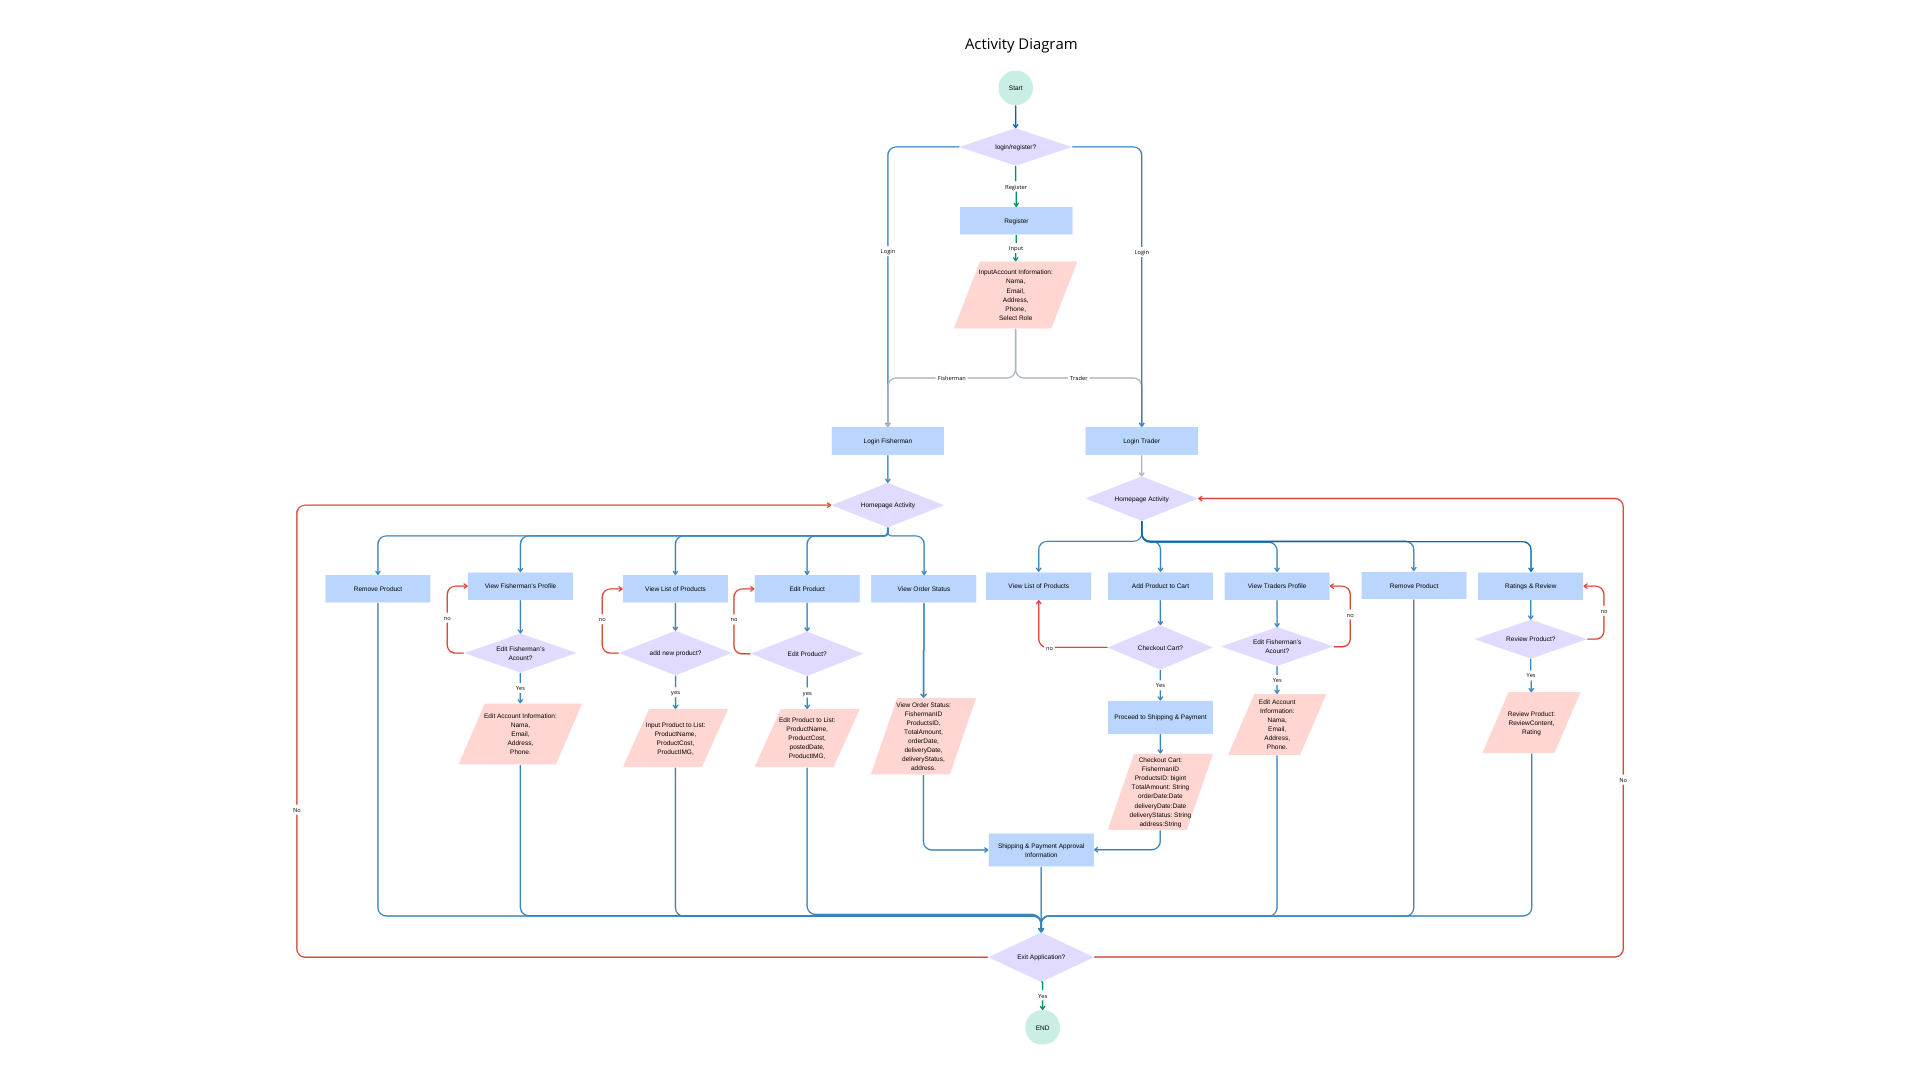 Activity Diagram
Start
login/register?
Register
Register
Login
Input
Login
InputAccount Information:
Nama,
Email,
Address,
Phone,
Select Role
Fisherman
Trader
Login Fisherman
Login Trader
Homepage Activity
Homepage Activity
Remove Product
View Fisherman's Profile
View List of Products
Edit Product
View Order Status
View List of Products
Add Product to Cart
View Traders Profile
Remove Product
Ratings & Review
no
no
no
no
no
no
Edit Fisherman's
Acount?
add new product?
Edit Product?
Checkout Cart?
Edit Fisherman's
Acount?
Review Product?
Yes
yes
yes
Yes
Yes
Yes
Edit Account Information:
Nama,
Email,
Address,
Phone.
Input Product to List:
ProductName,
ProductCost,
ProductIMG,
Edit Product to List:
ProductName,
ProductCost,
postedDate,
ProductIMG,
View Order Status:
FishermanID
ProductsID,
TotalAmount,
orderDate,
deliveryDate,
deliveryStatus,
address.
Proceed to Shipping & Payment
Edit Account
Information:
Nama,
Email,
Address,
Phone.
Review Product:
ReviewContent,
Rating
Checkout Cart:
FishermanID
ProductsID: bigint
TotalAmount: String
orderDate:Date
deliveryDate:Date
deliveryStatus: String
address:String
No
No
Shipping & Payment Approval
Information
Exit Application?
Yes
END